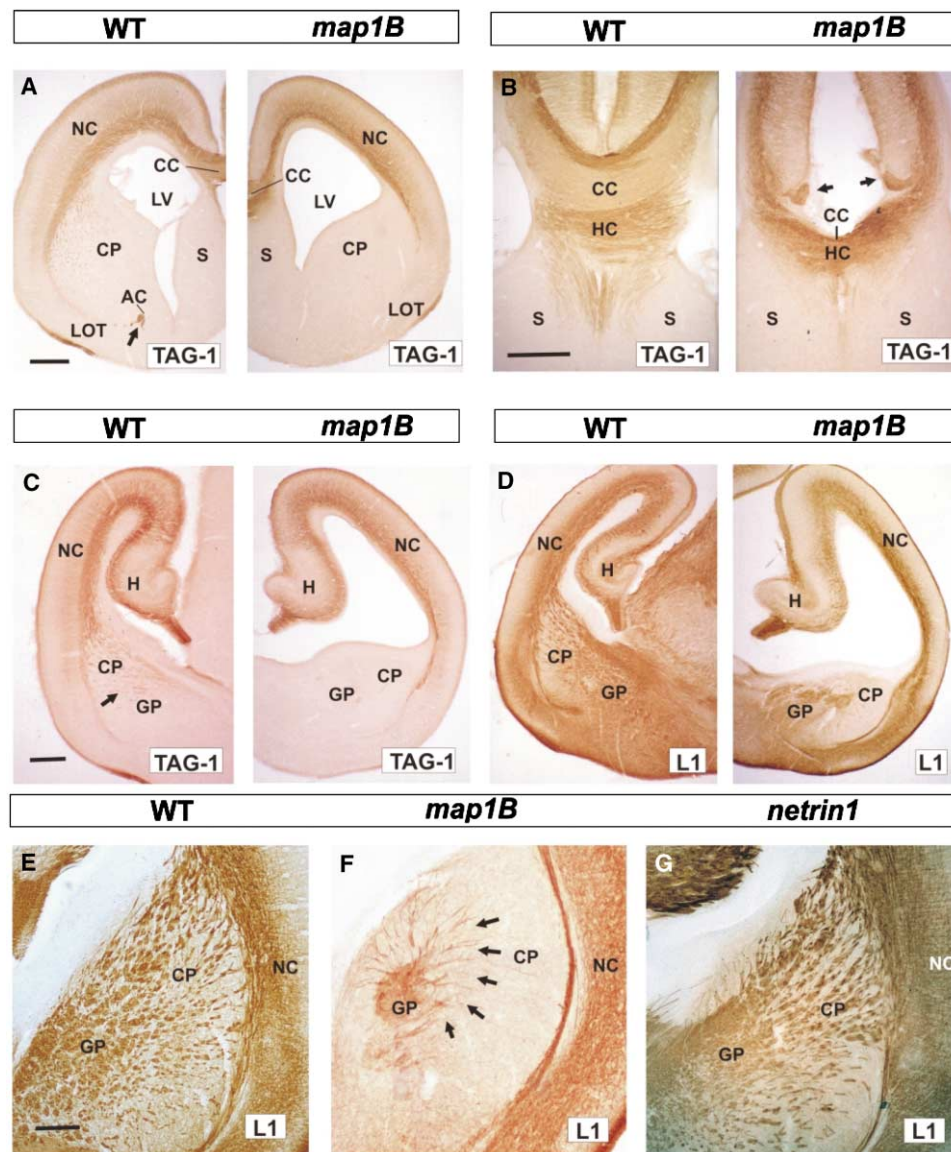 WT map1B WT map1B
A B
NC NC
CC CC CC
LV LV
HC CC
HC
CP S S CP
AC
LOT LOT S S S S
TAG-1 TAG-1 TAG-1 TAG-1
WT map1B WT map1B
C D
NC NC NC NC
H H H H
CP CP CP CP
GP GP GP GP
TAG-1 TAG-1 L1 L1
WT map1B netrin1
E F G
CP NC CP NC CP NC
GP GP GP
L1 L1 L1